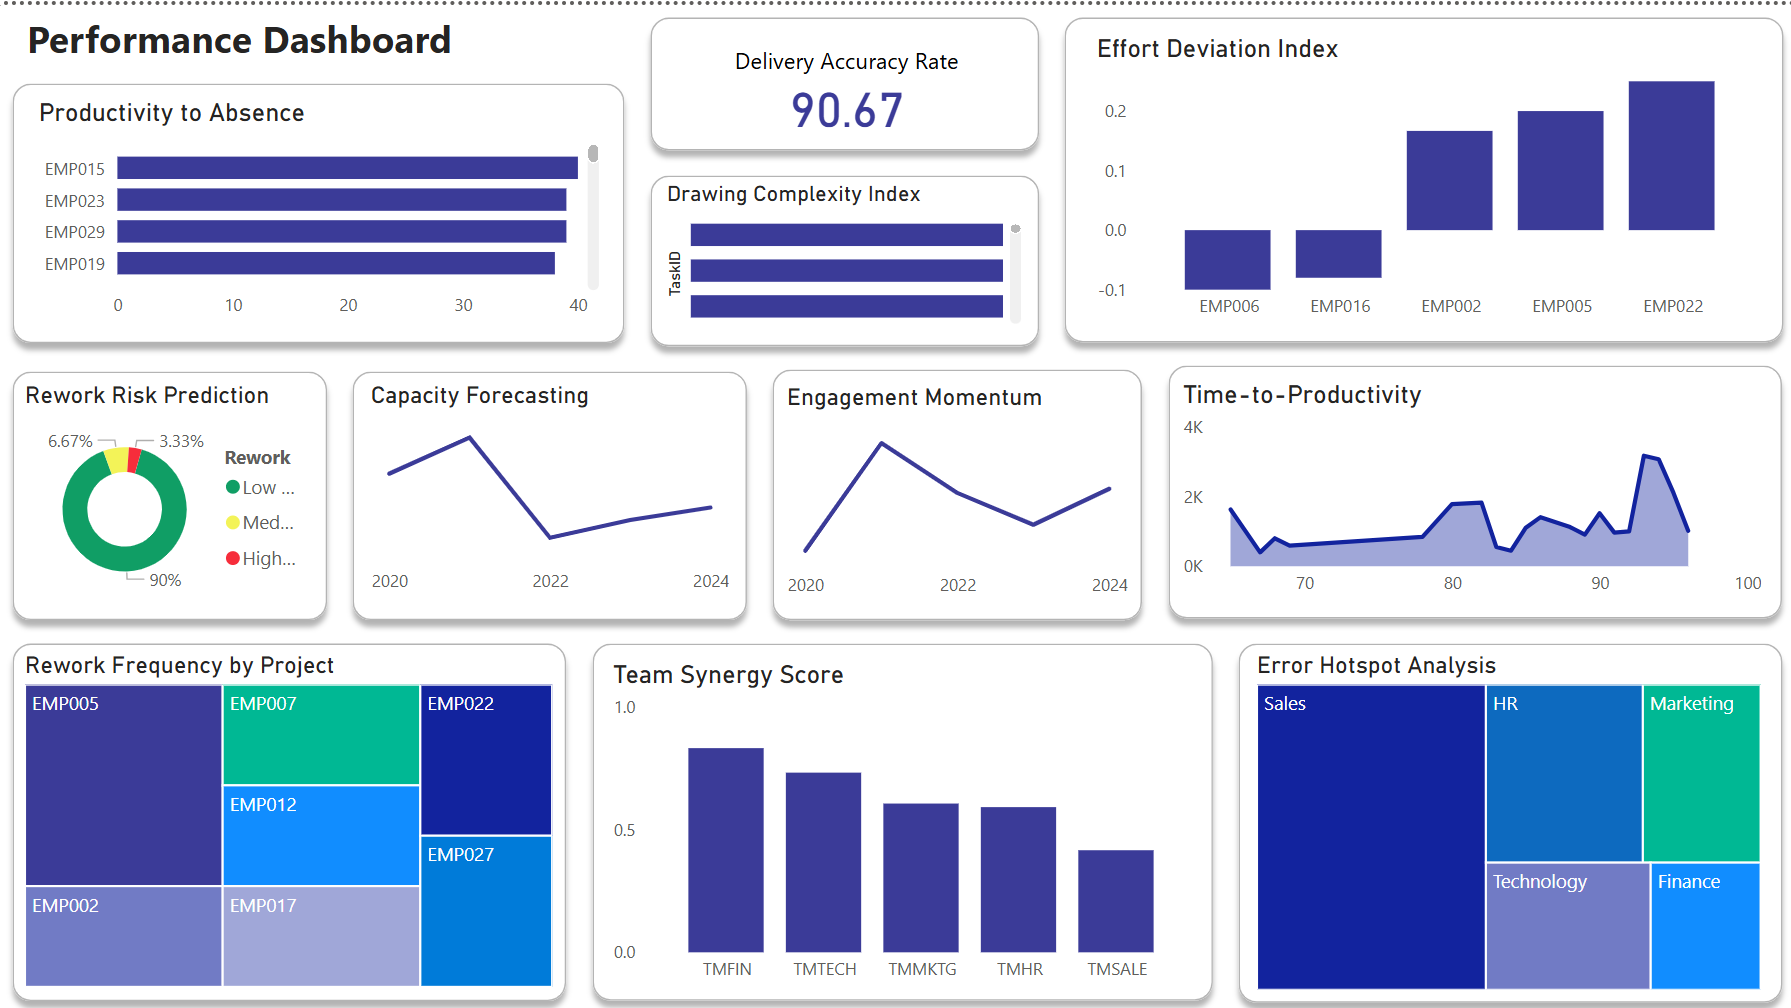 Performance Dashboard
Productivity to Absence
EMP015
EMP023
EMP029
EMP019
0 10 20 30 40
Delivery Accuracy Rate
90.67
Drawing Complexity Index
TaskID
Effort Deviation Index
0.2
0.1
0.0
-0.1
EMP006 EMP016 EMP002 EMP005 EMP022
Rework Risk Prediction
6.67% 3.33%
90%
Rework
Low ...
Med...
High...
Capacity Forecasting
2020 2022 2024
Engagement Momentum
2020 2022 2024
Time-to-Productivity
4K
2K
0K
70 80 90 100
Rework Frequency by Project
EMP005 EMP007 EMP022
EMP012
EMP027
EMP002 EMP017
Team Synergy Score
1.0
0.5
0.0
TMFIN TMTECH TMMKTG TMHR TMSALE
Error Hotspot Analysis
Sales HR Marketing
Technology Finance